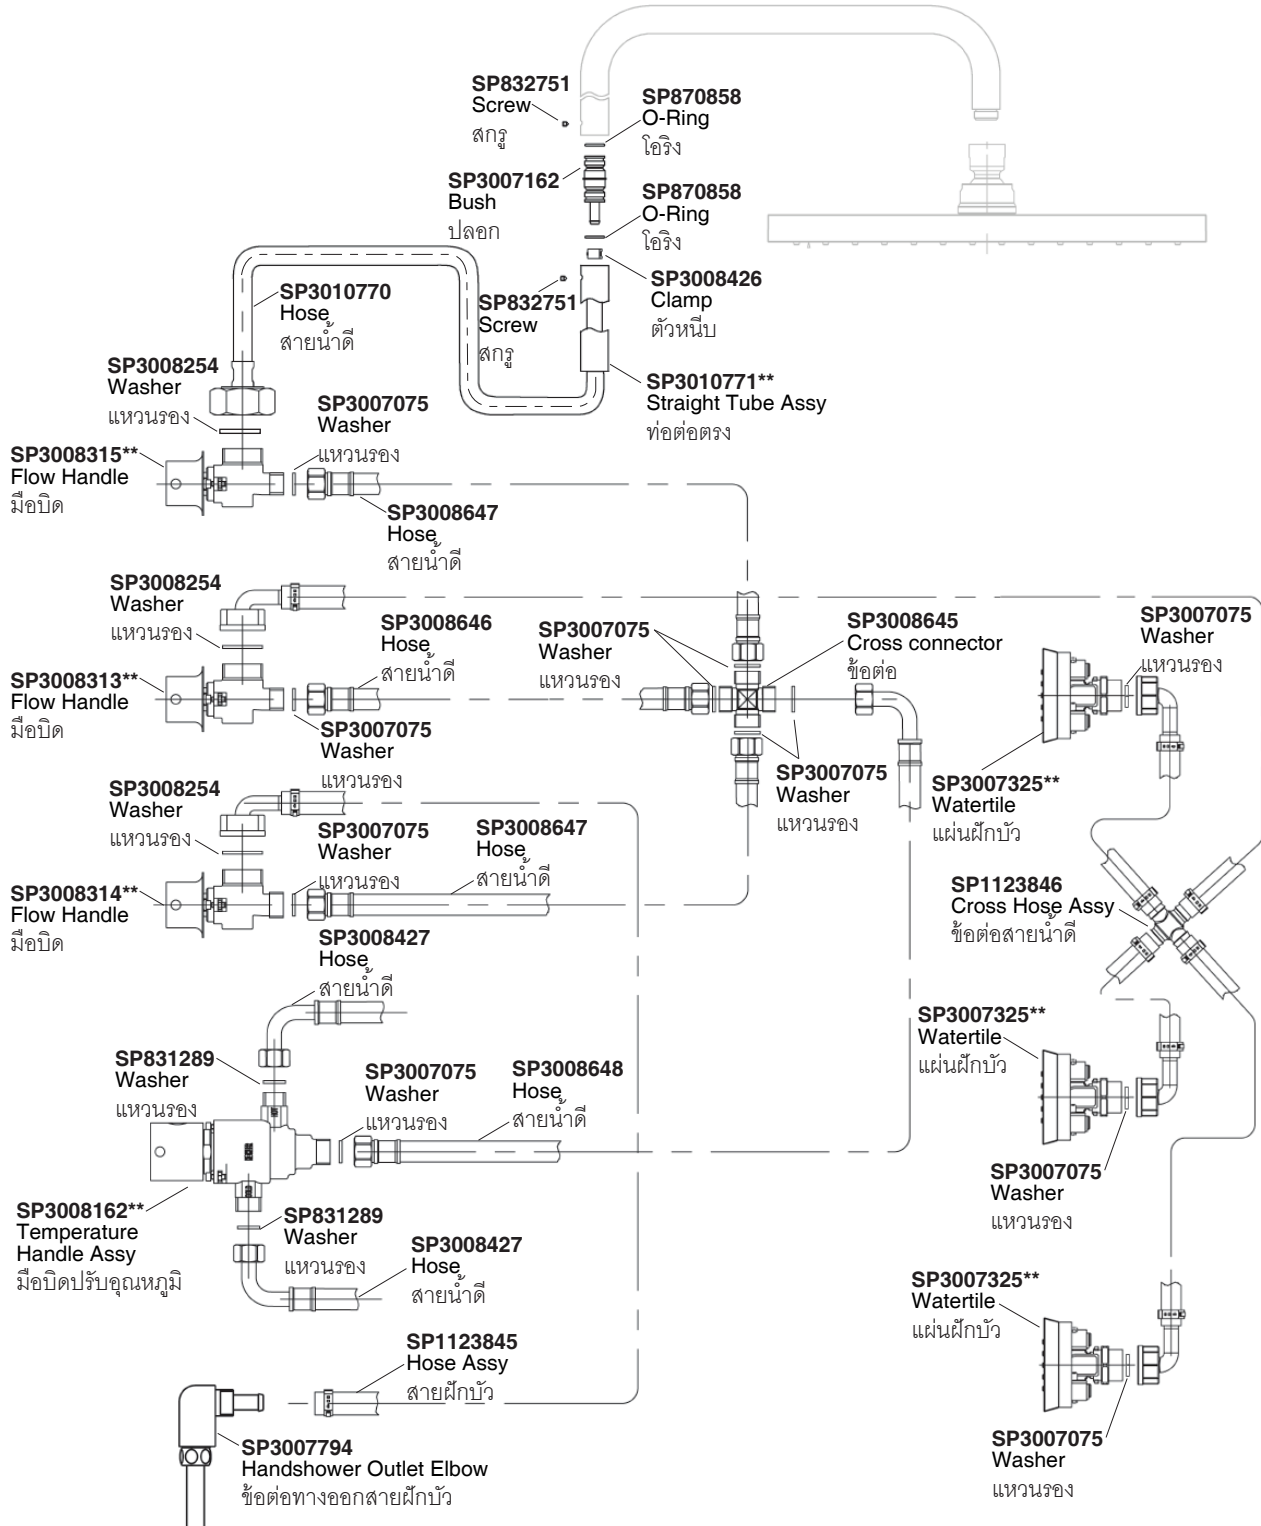 SP832751
Screw
สกรู
SP870858
O-Ring
โอริง
SP3007162
Bush
ปลอก
SP870858
O-Ring
โอริง
SP3008426
Clamp
ตัวหนีบ
SP3010770
Hose
สายน้ำดี
SP832751
Screw
สกรู
SP3010771**
Straight Tube Assy
ท่อต่อตรง
SP3008254
Washer
แหวนรอง
SP3007075
Washer
แหวนรอง
SP3008315**
Flow Handle
มือบิด
SP3008647
Hose
สายน้ำดี
SP3008254
Washer
แหวนรอง
SP3008646
Hose
สายน้ำดี
SP3007075
Washer
แหวนรอง
SP3008645
Cross connector
ข้อต่อ
SP3007075
Washer
แหวนรอง
SP3008313**
Flow Handle
มือบิด
SP3007075
Washer
แหวนรอง
SP3007075
Washer
แหวนรอง
SP3007325**
Watertile
แผ่นฝักบัว
SP3008254
Washer
แหวนรอง
SP3007075
Washer
แหวนรอง
SP3008647
Hose
สายน้ำดี
SP3008314**
Flow Handle
มือบิด
SP1123846
Cross Hose Assy
ข้อต่อสายน้ำดี
SP3008427
Hose
สายน้ำดี
SP3007325**
Watertile
แผ่นฝักบัว
SP831289
Washer
แหวนรอง
SP3007075
Washer
แหวนรอง
SP3008648
Hose
สายน้ำดี
SP3007075
Washer
แหวนรอง
SP3008162**
Temperature
Handle Assy
มือบิดปรับอุณหภูมิ
SP831289
Washer
แหวนรอง
SP3008427
Hose
สายน้ำดี
SP3007325**
Watertile
แผ่นฝักบัว
SP1123845
Hose Assy
สายฝักบัว
SP3007794
Handshower Outlet Elbow
ข้อต่อทางออกสายฝักบัว
SP3007075
Washer
แหวนรอง